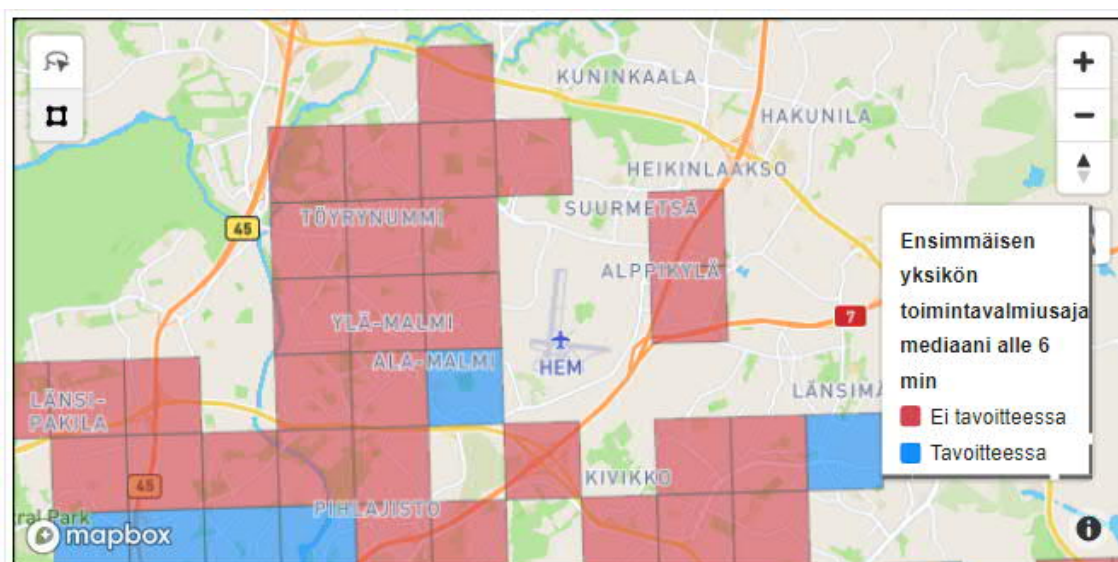 KUNINKAALA
HAKUNILA
HEIKINLAAKSO
SUURMETSÄ
TÖYRYNUMMI
45
ALPPIKYLÄ
YLÄ-MALMI
7
ALA-MALMI
HEM
LÄNSIMÄ
LÄNSI-
PAKILA
KIVIKKO
45
PIHLAJISTO
ral Park
mapbox
Ensimmäisen
yksikön
toimintavalmiusaja
mediaani alle 6
min
Ei tavoitteessa
Tavoitteessa